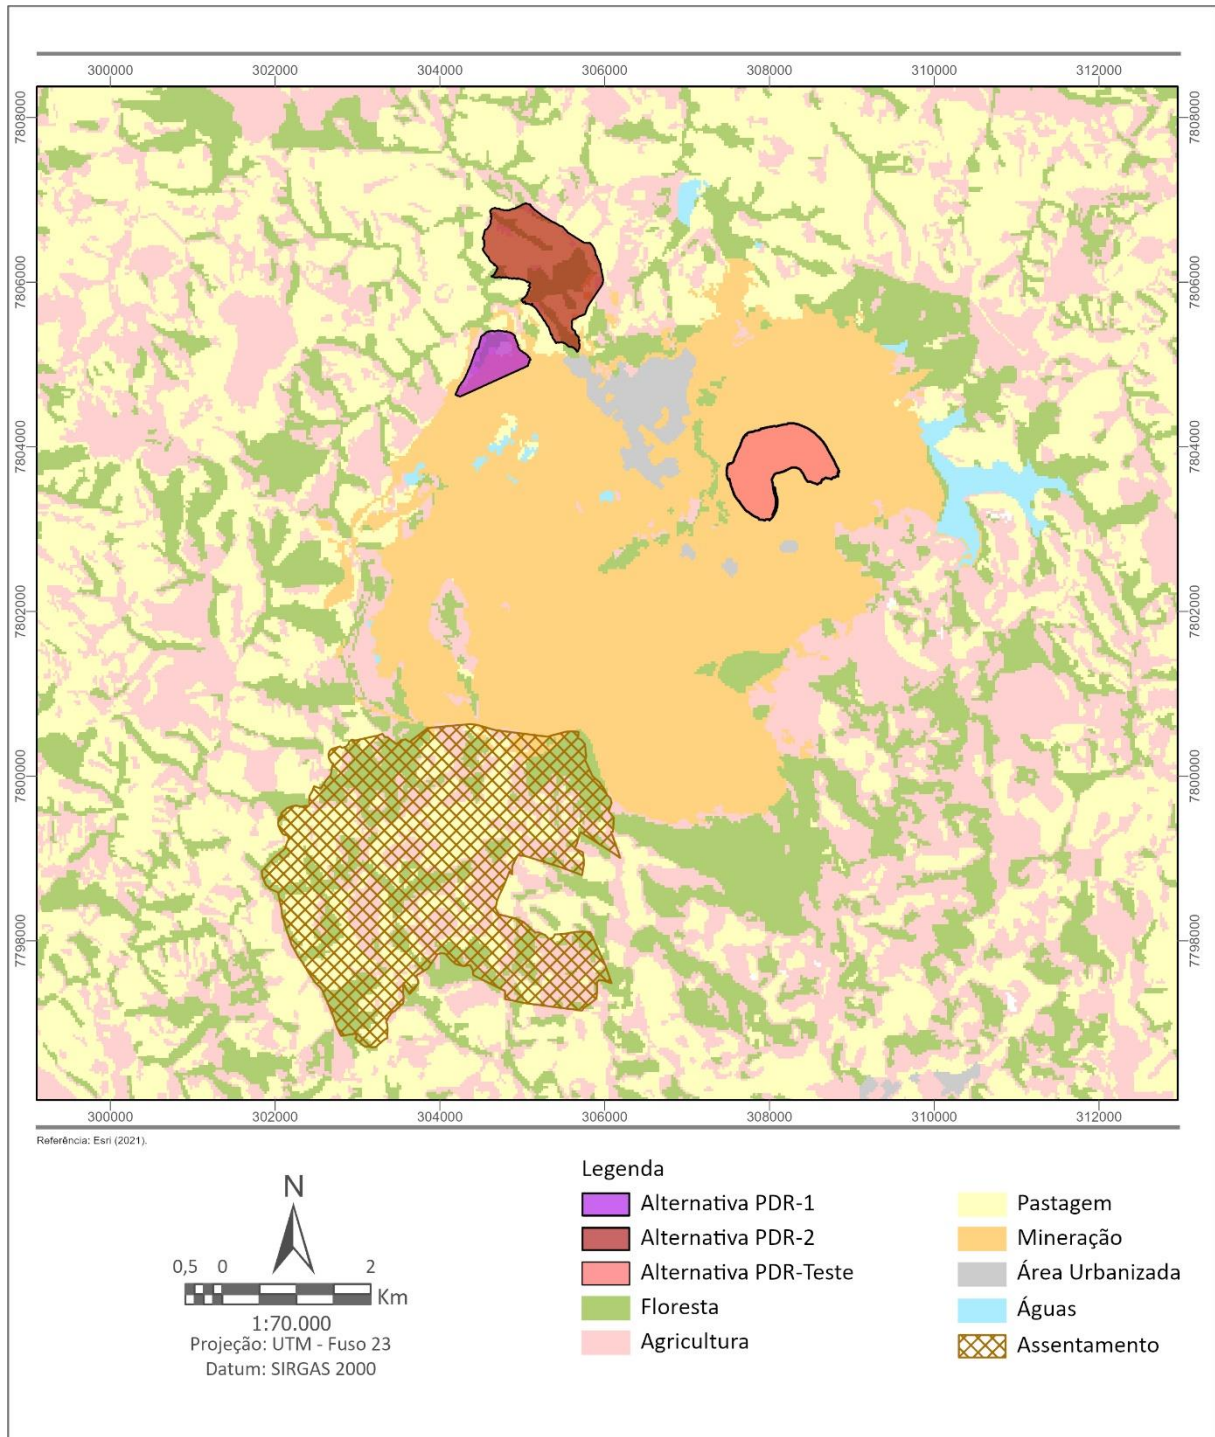 300000 302000 304000 306000 308000 310000 312000
7808000 7808000
7806000 7806000
7804000 7804000
7802000 7802000
7800000 7800000
7798000 7798000
300000 302000 304000 306000 308000 310000 312000
Referência: Esri (2021).
N
0,5 0 2
Km
1:70.000
Projeção: UTM - Fuso 23
Datum: SIRGAS 2000
Legenda
Alternativa PDR-1
Alternativa PDR-2
Alternativa PDR-Teste
Floresta
Agricultura
Pastagem
Mineração
Área Urbanizada
Águas
Assentamento